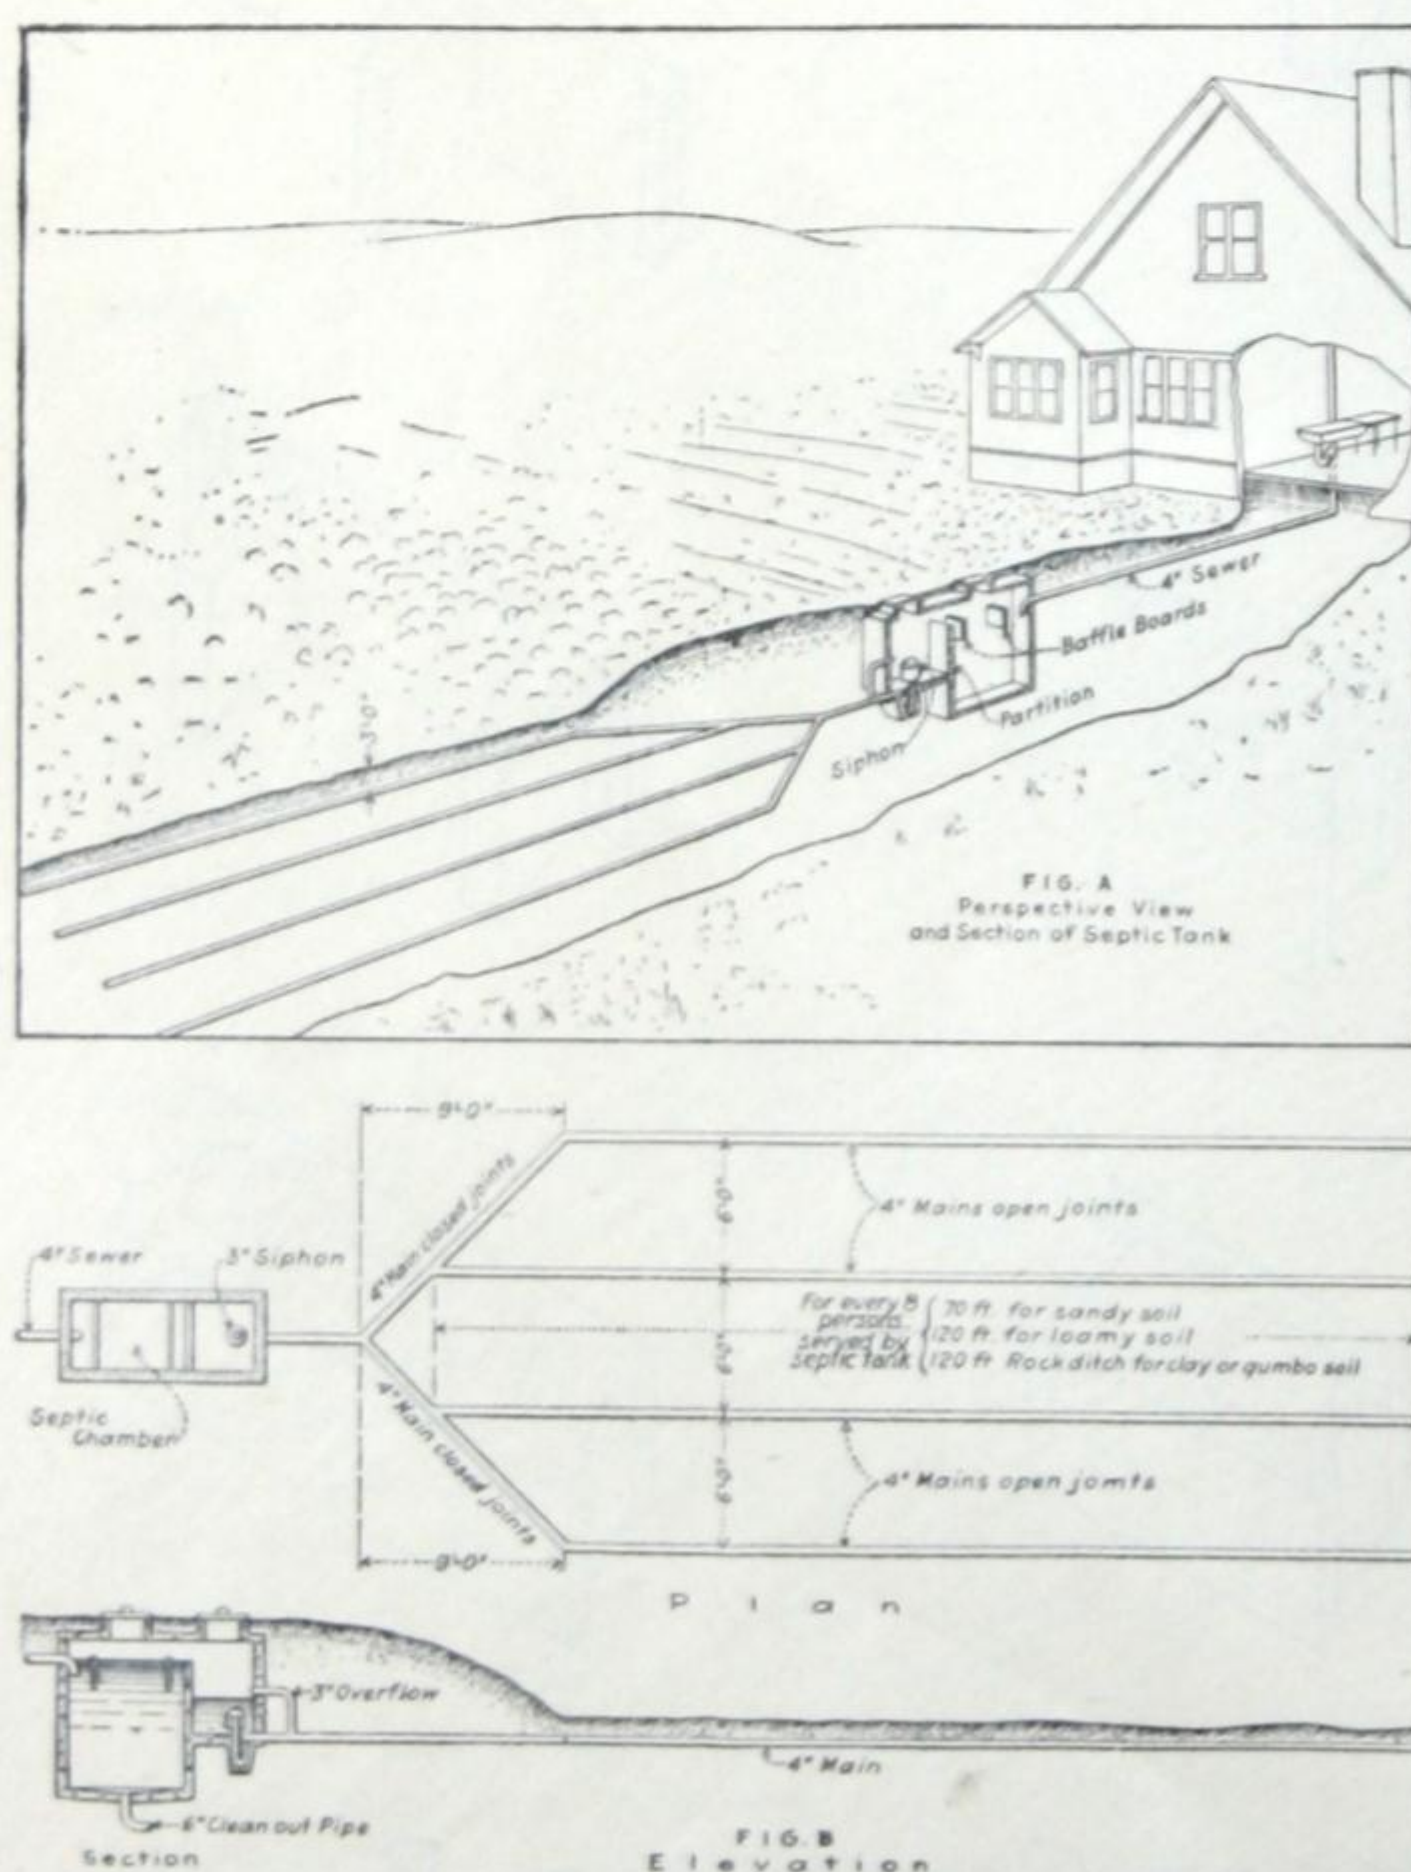 4" Sewer
Baffle Boards
Partition
Siphon
3'0"
FIG. A
Perspective View
and Section of Septic Tank
9'-0"
4" Main closed joints
6'-0"
4" Mains open joints
4" Sewer
3" Siphon
For every 8
persons
served by
septic tank
70 ft. for sandy soil
120 ft. for loamy soil
120 ft Rock ditch for clay or gumbo soil
6'-0"
Septic
Chamber
4" Main closed joints
6'-0"
4" Mains open joints
9'-0"
Plan
3" Overflow
4" Main
6" Clean out Pipe
Section
FIG. B
Elevation